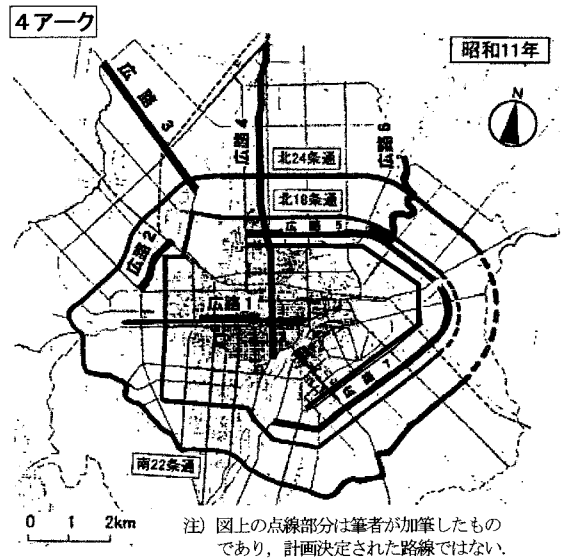 4アーク
昭和11年
N
広路3
広路4
広路6
北24条通
北18条通
広路5
広路2
広路1
広路7
南22条通
0 1 2km
注）図上の点線部分は筆者が加筆したもの
であり，計画決定された路線ではない．